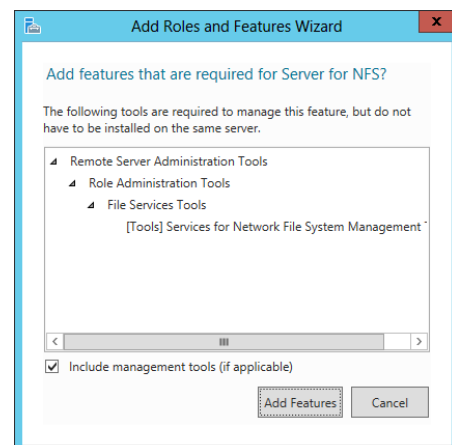 Add Roles and Features Wizard
x
Add features that are required for Server for NFS?
The following tools are required to manage this feature, but do not
have to be installed on the same server.
Remote Server Administration Tools
Role Administration Tools
File Services Tools
[Tools] Services for Network File System Management
Include management tools (if applicable)
Add Features Cancel